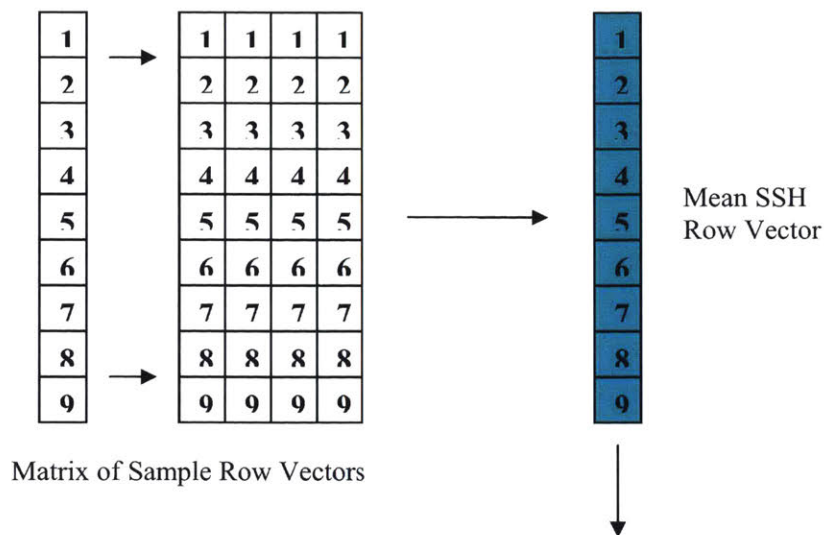 1 1 1 1 1 1
2 2 2 2 2 2
3 3 3 3 3 3
4 4 4 4 4 4
5 5 5 5 5 5
6 6 6 6 6 6
7 7 7 7 7 7
8 8 8 8 8 8
9 9 9 9 9 9
Mean SSH
Row Vector
Matrix of Sample Row Vectors